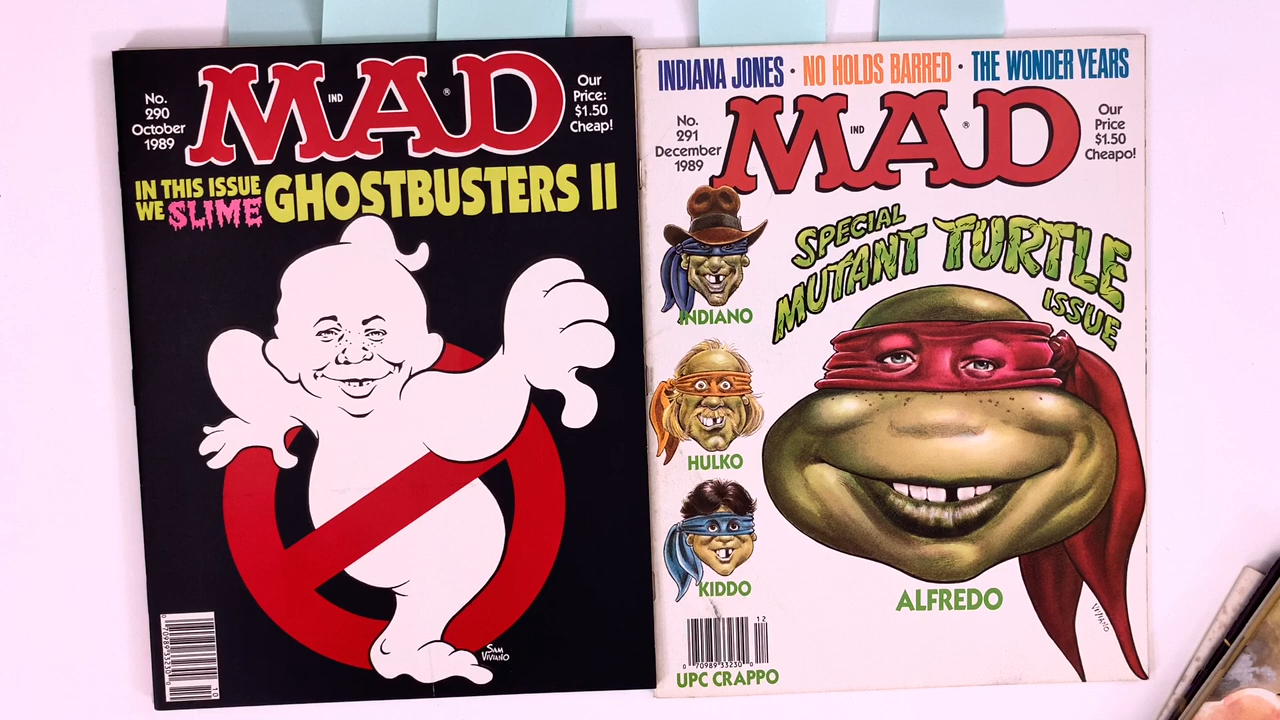 No.
290
October
1989
MAD
IND
®
Our
Price:
$1.50
Cheap!
IN THIS ISSUE
WE SLIME
GHOSTBUSTERS II
SAM
VIVIANO
10
INDIANA JONES · NO HOLDS BARRED · THE WONDER YEARS
No.
291
December
1989
MAD
IND
®
Our
Price
$1.50
Cheapo!
SPECIAL
MUTANT TURTLE
ISSUE
INDIANO
HULKO
KIDDO
ALFREDO
VIVIANO
12
0 70989 33230 0
UPC CRAPPO